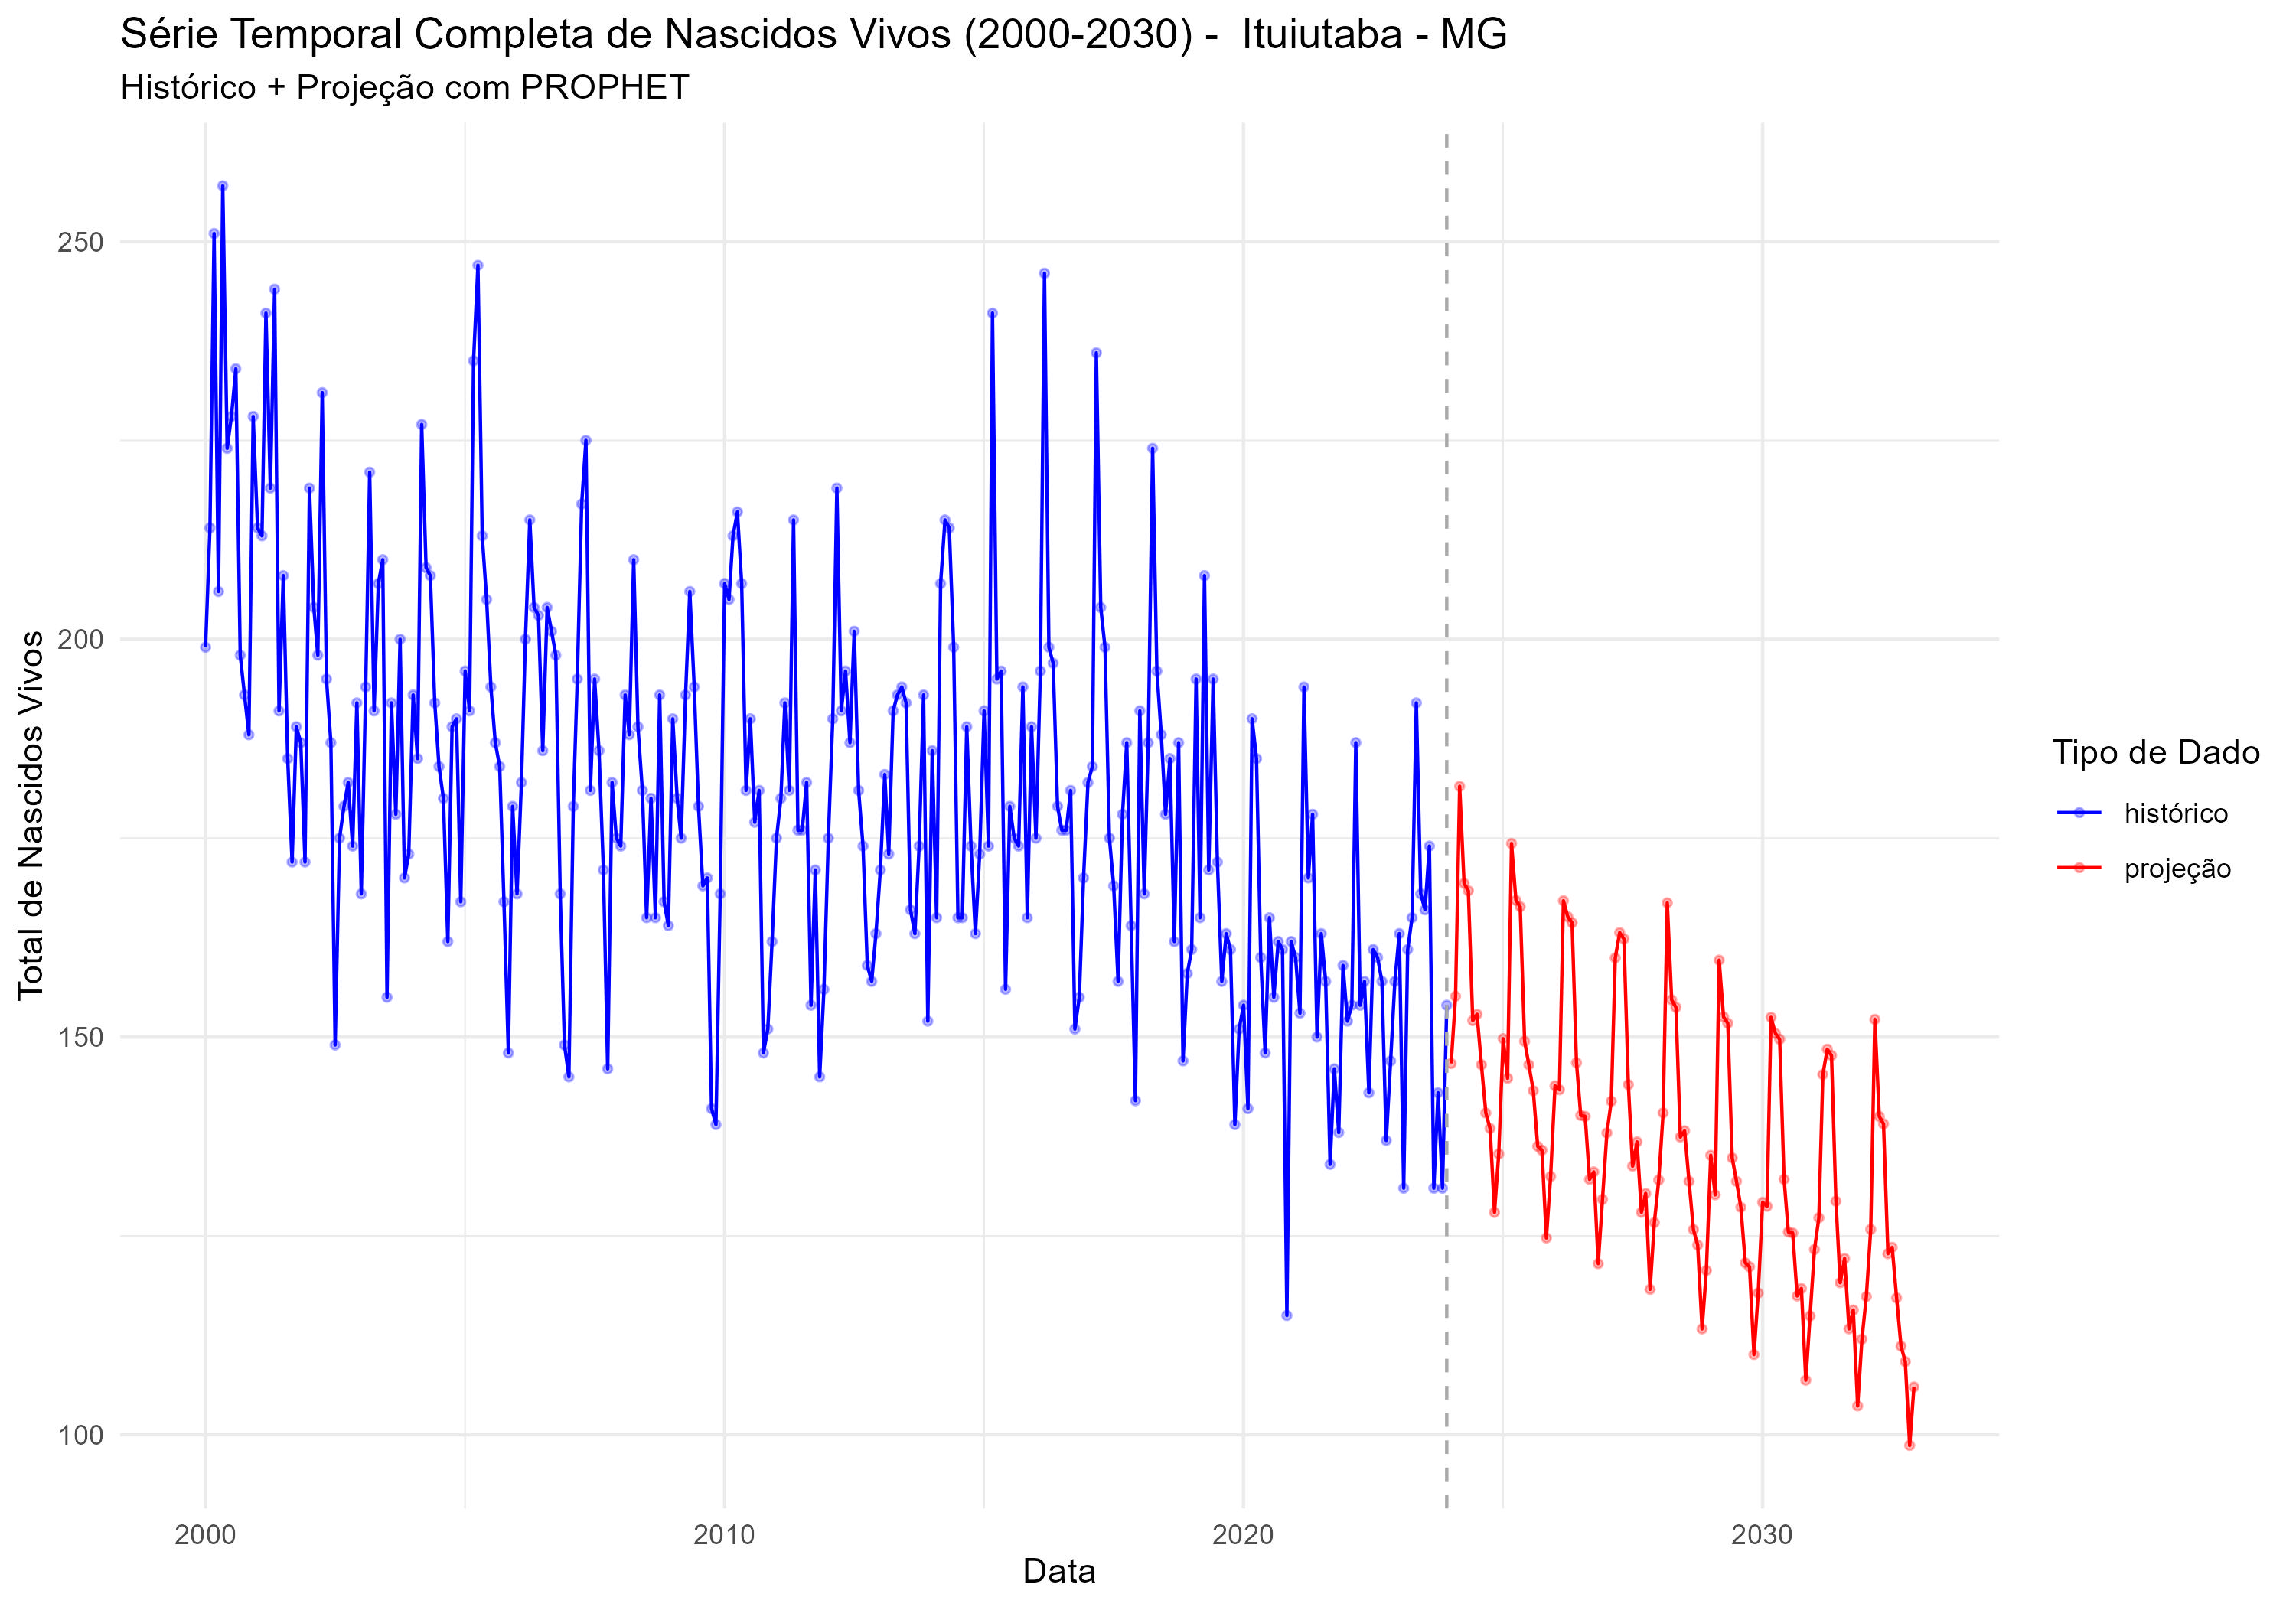 Série Temporal Completa de Nascidos Vivos (2000-2030) -  Ituiutaba - MG
Histórico + Projeção com PROPHET
Total de Nascidos Vivos
250
200
150
100
2000
2010
2020
2030
Data
Tipo de Dado
histórico
projeção